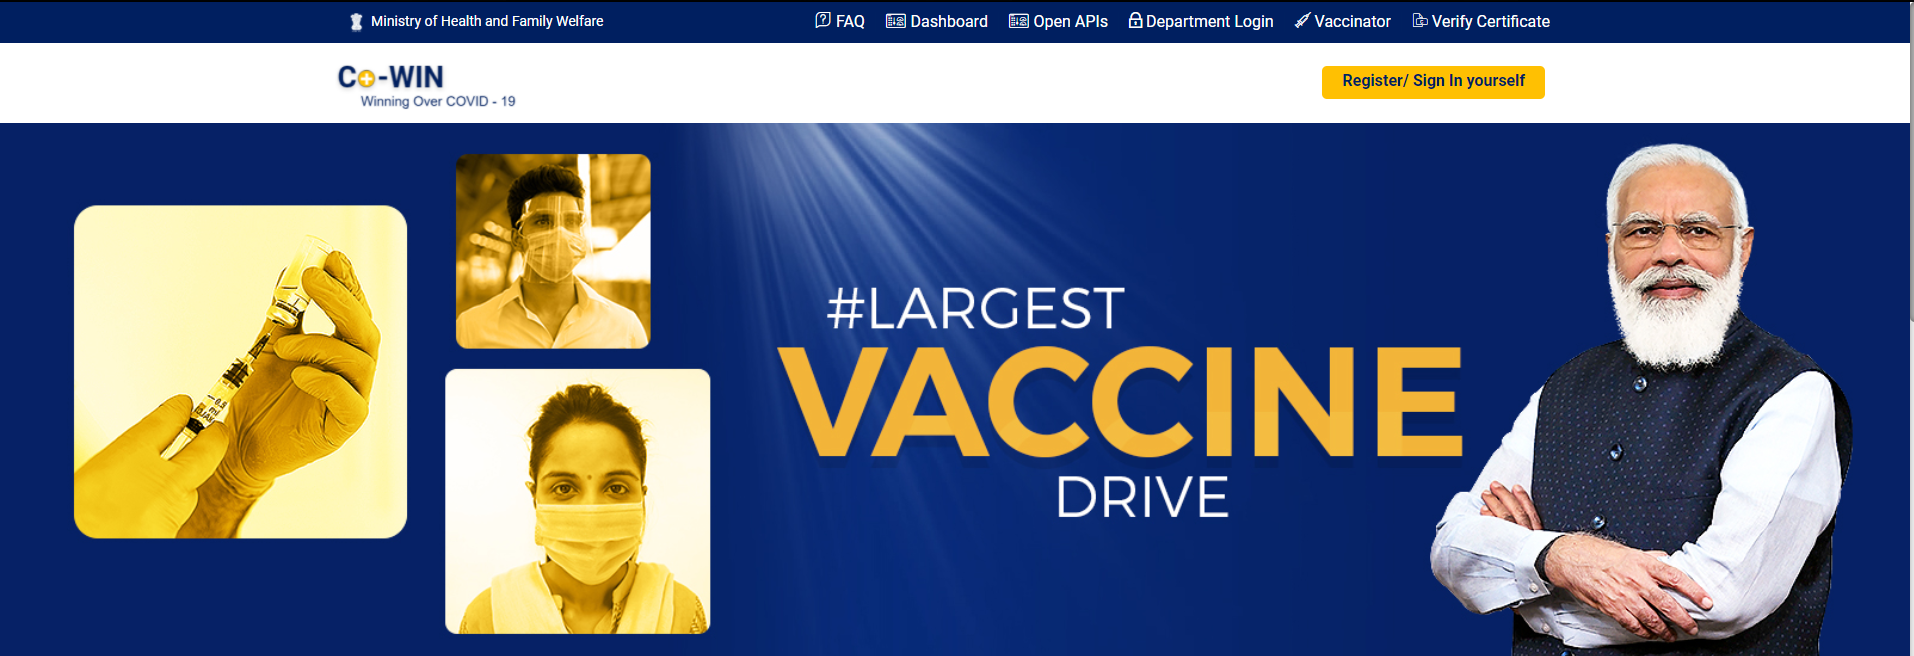 Ministry of Health and Family Welfare
FAQ Dashboard Open APIs Department Login Vaccinator Verify Certificate
Co-WIN
Winning Over COVID - 19
Register/ Sign In yourself
#LARGEST
VACCINE
DRIVE